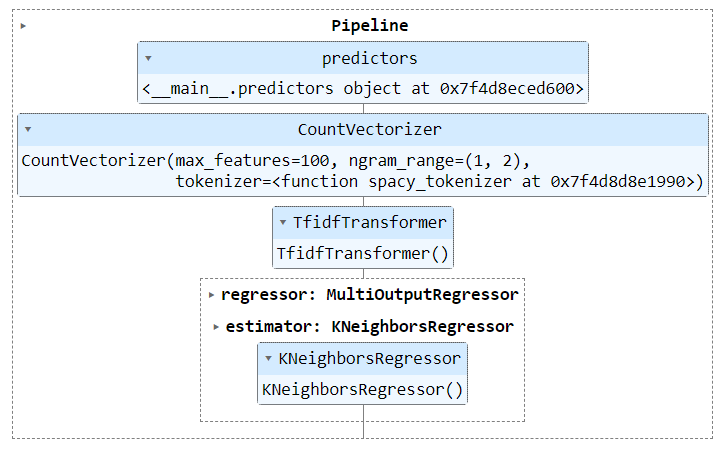 Pipeline
predictors
<__main__.predictors object at 0x7f4d8eced600>
CountVectorizer
CountVectorizer(max_features=100, ngram_range=(1, 2),
tokenizer=<function spacy_tokenizer at 0x7f4d8d8e1990>)
TfidfTransformer
TfidfTransformer()
regressor: MultiOutputRegressor
estimator: KNeighborsRegressor
KNeighborsRegressor
KNeighborsRegressor()